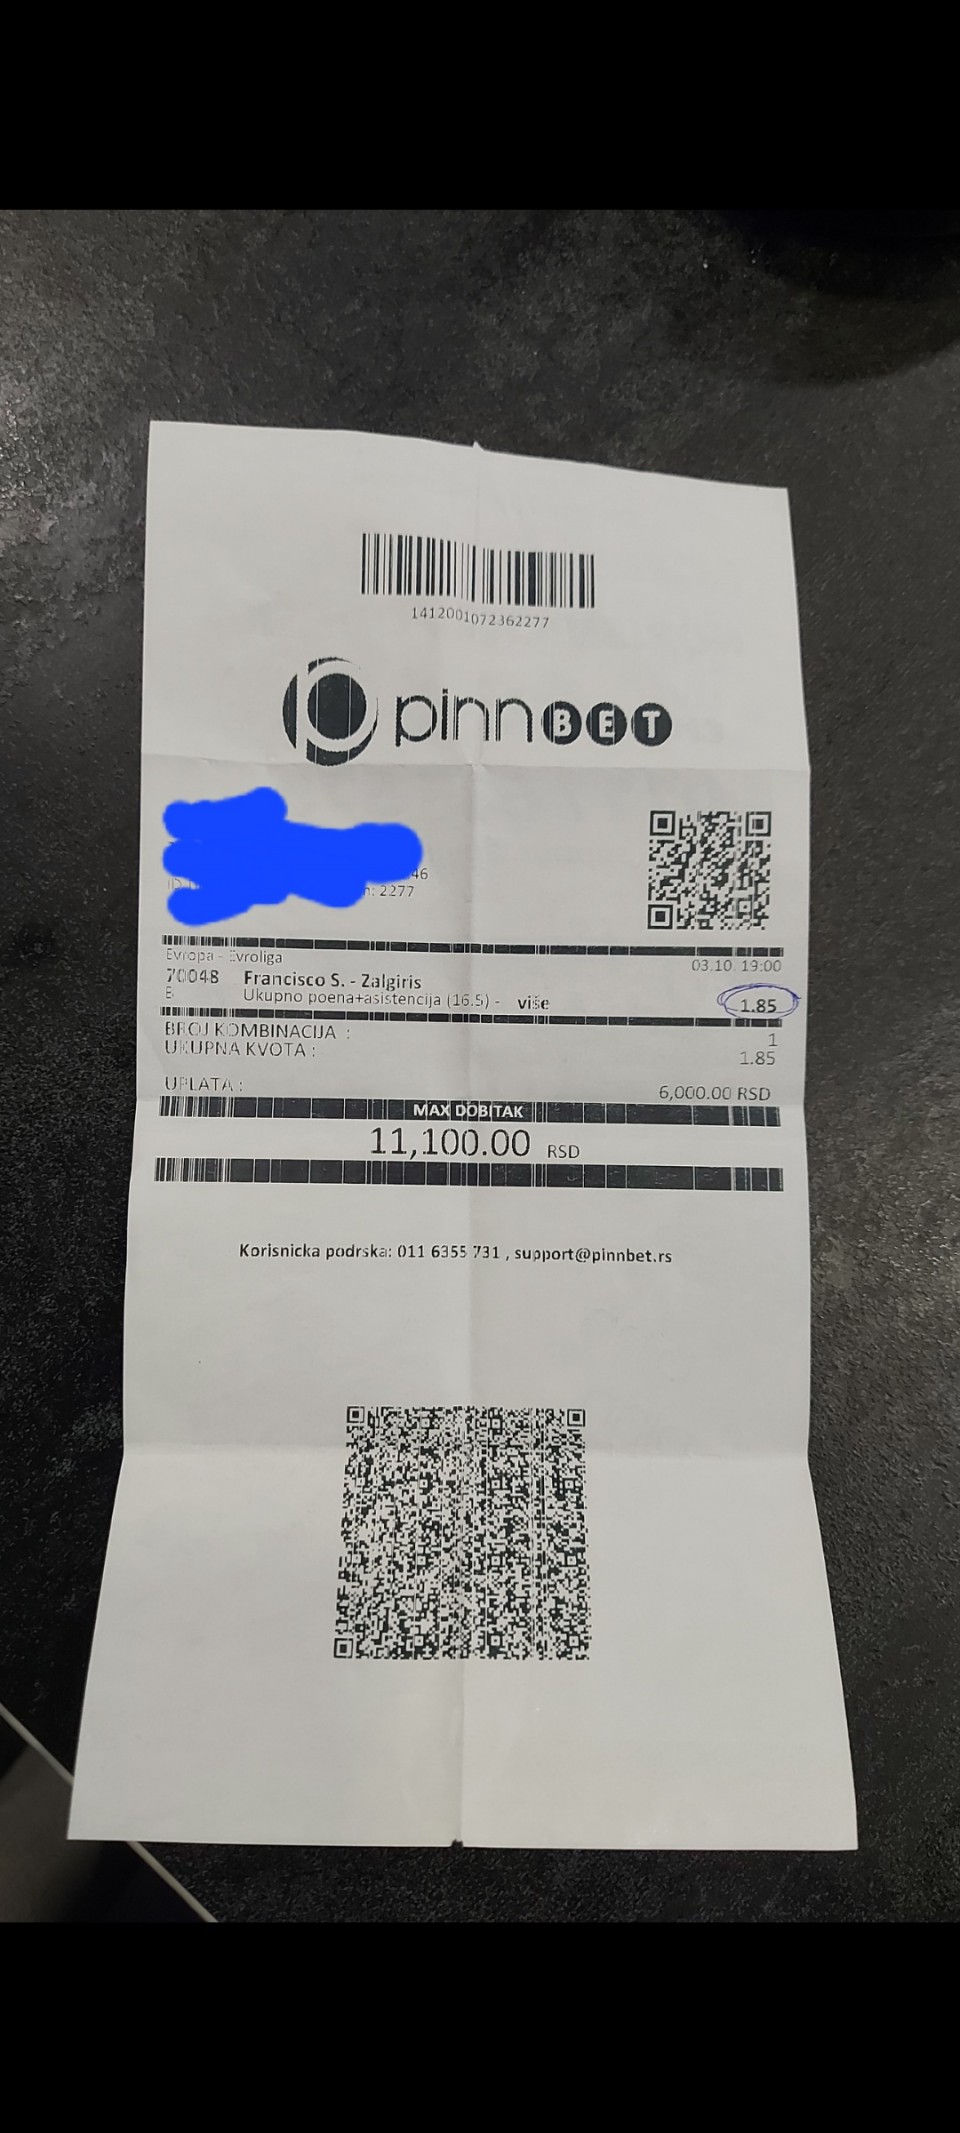 1412001072362277
pinnBET
46
n: 2277
Evropa - Evroliga
03.10. 19:00
70048 Francisco S. - Zalgiris
B Ukupno poena+asistencija (16.5) - više 1.85
BROJ KOMBINACIJA : 1
UKUPNA KVOTA : 1.85
UPLATA : 6,000.00 RSD
MAX DOBITAK
11,100.00 RSD
Korisnicka podrska: 011 6355 731 , support@pinnbet.rs